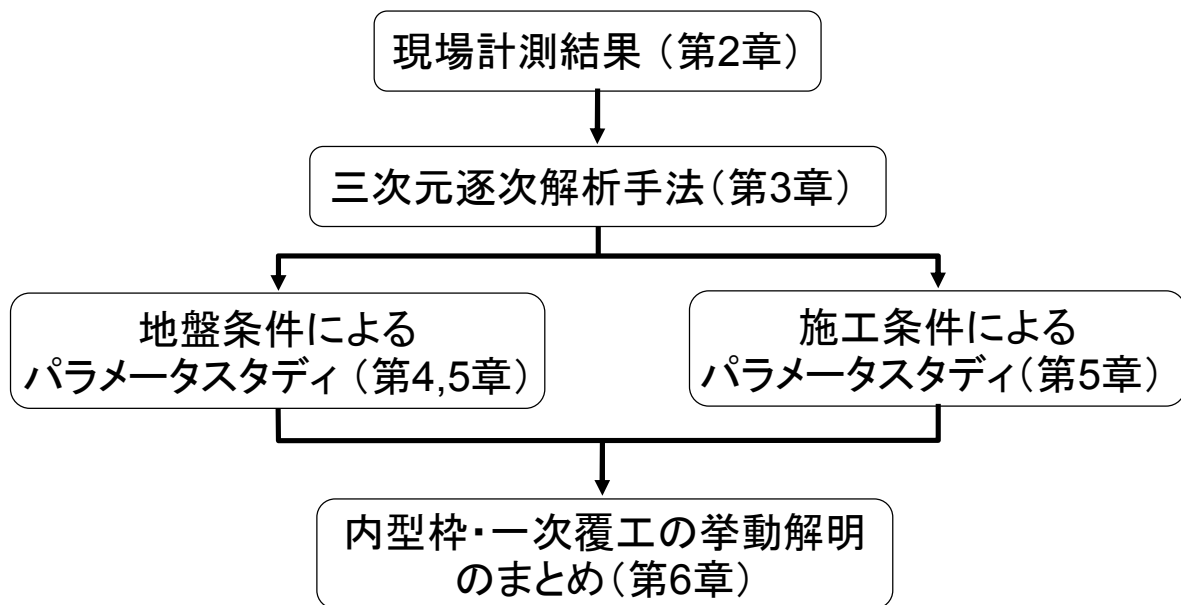 現場計測結果（第2章）
三次元逐次解析手法（第3章）
地盤条件による
パラメータスタディ（第4,5章）
施工条件による
パラメータスタディ（第5章）
内型枠・一次覆工の挙動解明
のまとめ（第6章）